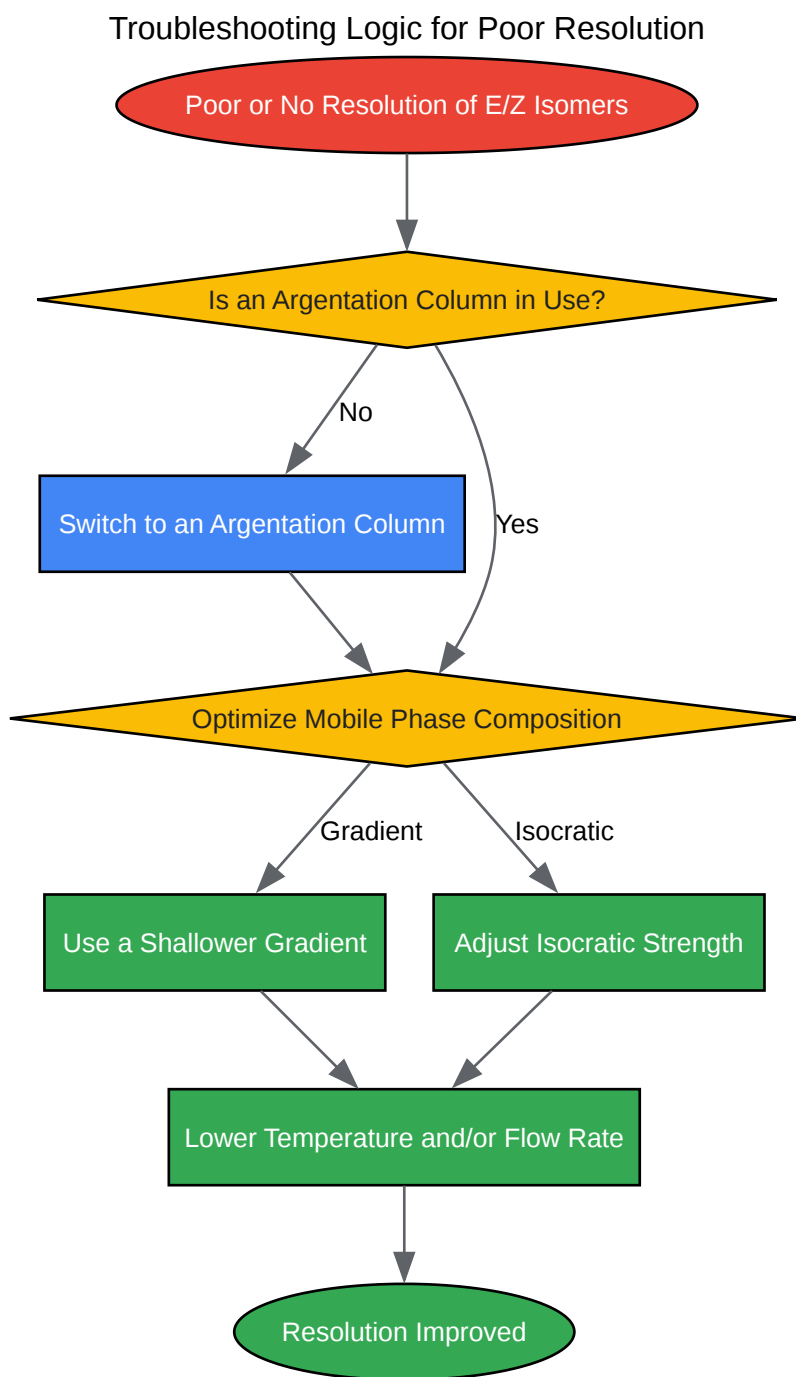 Troubleshooting Logic for Poor Resolution
Poor or No Resolution of E/Z Isomers
Is an Argentation Column in Use?
No
Switch to an Argentation Column
Yes
Optimize Mobile Phase Composition
Gradient
Isocratic
Use a Shallower Gradient
Adjust Isocratic Strength
Lower Temperature and/or Flow Rate
Resolution Improved